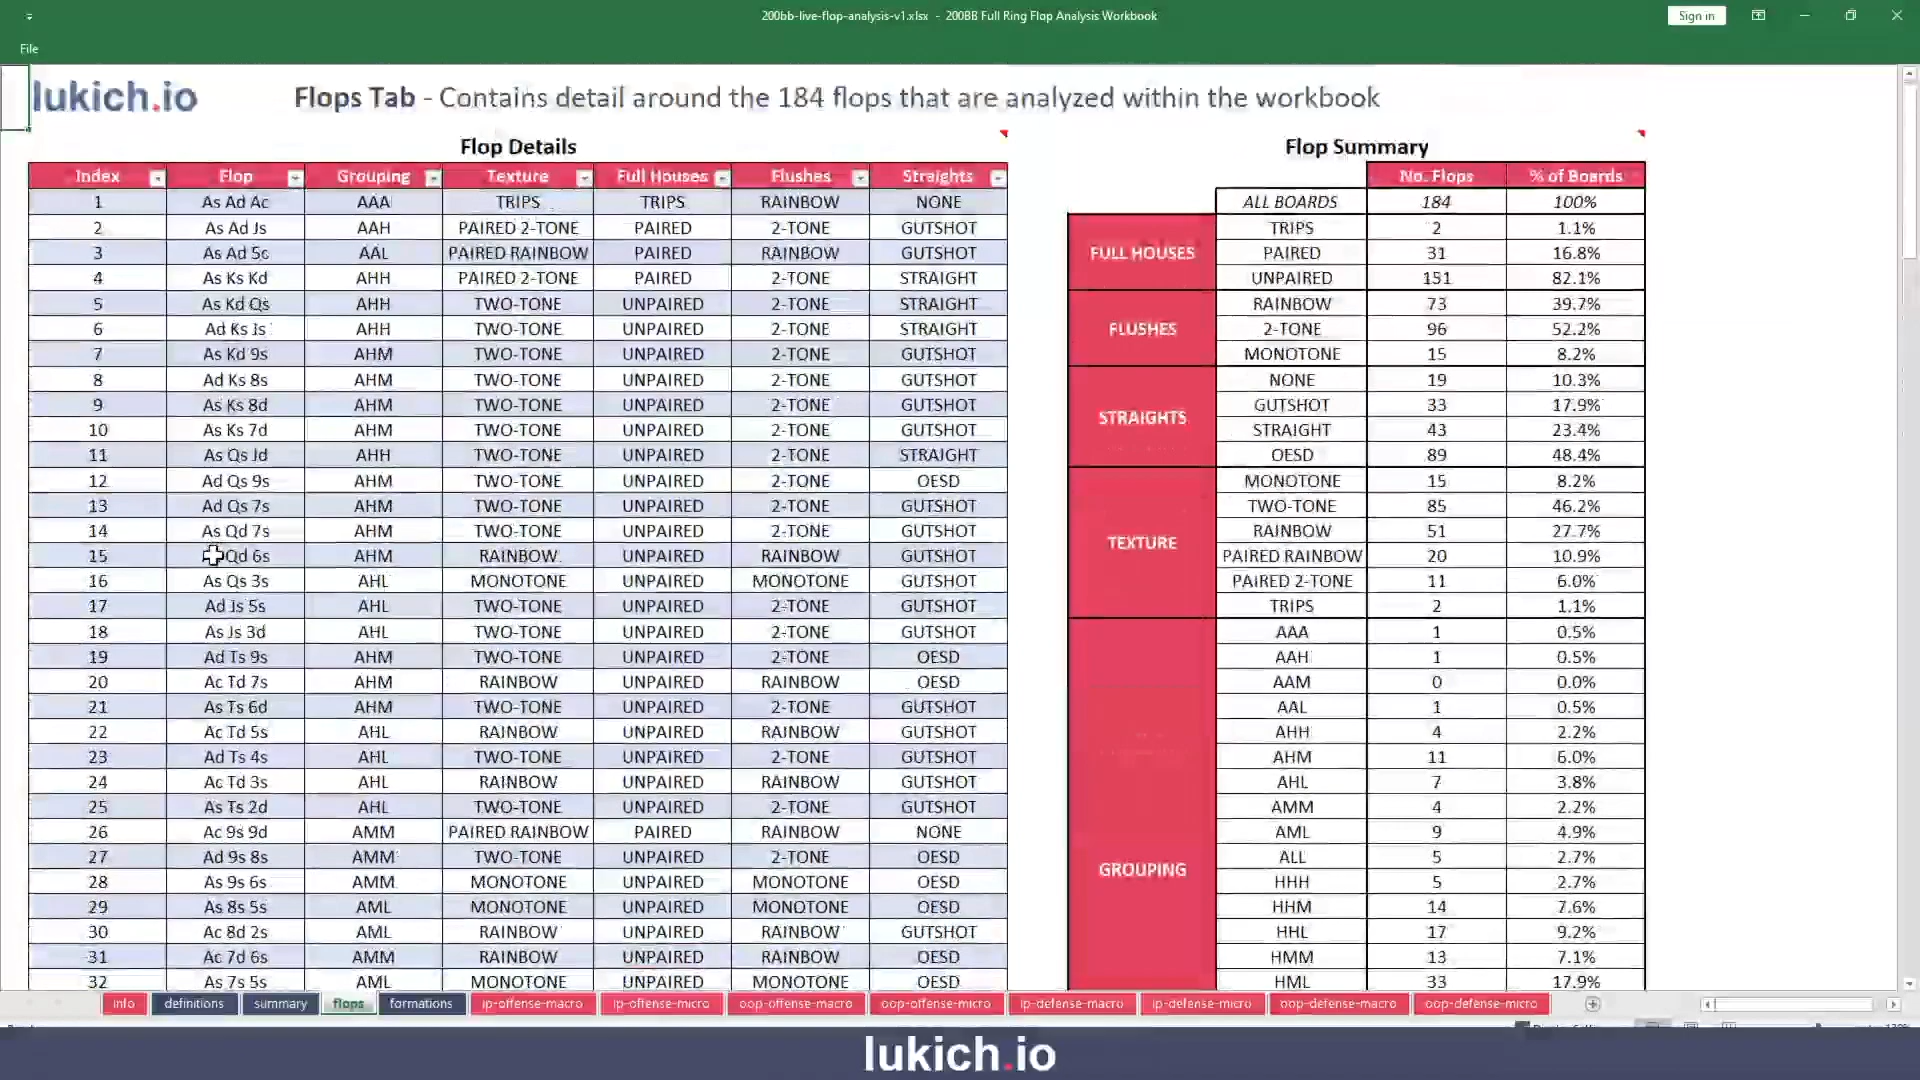 200bb-live-flop-analysis-v1.xlsx - 200BB Full Ring Flop Analysis Workbook
Sign in
File
lukich.io
Flops Tab - Contains detail around the 184 flops that are analyzed within the workbook
Flop Details
Index Flop Grouping Texture Full Houses Flushes Straights
1 As Ad Ac AAA TRIPS TRIPS RAINBOW NONE
2 As Ad Js AAH PAIRED 2-TONE PAIRED 2-TONE GUTSHOT
3 As Ad 5c AAL PAIRED RAINBOW PAIRED RAINBOW GUTSHOT
4 As Ks Kd AHH PAIRED 2-TONE PAIRED 2-TONE STRAIGHT
5 As Kd Qs AHH TWO-TONE UNPAIRED 2-TONE STRAIGHT
6 Ad Ks Js AHH TWO-TONE UNPAIRED 2-TONE STRAIGHT
7 As Kd 9s AHM TWO-TONE UNPAIRED 2-TONE GUTSHOT
8 Ad Ks 8s AHM TWO-TONE UNPAIRED 2-TONE GUTSHOT
9 As Ks 8d AHM TWO-TONE UNPAIRED 2-TONE GUTSHOT
10 As Ks 7d AHM TWO-TONE UNPAIRED 2-TONE GUTSHOT
11 As Qs Jd AHH TWO-TONE UNPAIRED 2-TONE STRAIGHT
12 Ad Qs 9s AHM TWO-TONE UNPAIRED 2-TONE OESD
13 Ad Qs 7s AHM TWO-TONE UNPAIRED 2-TONE GUTSHOT
14 As Qd 7s AHM TWO-TONE UNPAIRED 2-TONE GUTSHOT
15 Qd 6s AHM RAINBOW UNPAIRED RAINBOW GUTSHOT
16 As Qs 3s AHL MONOTONE UNPAIRED MONOTONE GUTSHOT
17 Ad Js 5s AHL TWO-TONE UNPAIRED 2-TONE GUTSHOT
18 As Js 3d AHL TWO-TONE UNPAIRED 2-TONE GUTSHOT
19 Ad Ts 9s AHM TWO-TONE UNPAIRED 2-TONE OESD
20 Ac Td 7s AHM RAINBOW UNPAIRED RAINBOW OESD
21 As Ts 6d AHM TWO-TONE UNPAIRED 2-TONE GUTSHOT
22 Ac Td 5s AHL RAINBOW UNPAIRED RAINBOW GUTSHOT
23 Ad Ts 4s AHL TWO-TONE UNPAIRED 2-TONE GUTSHOT
24 Ac Td 3s AHL RAINBOW UNPAIRED RAINBOW GUTSHOT
25 As Ts 2d AHL TWO-TONE UNPAIRED 2-TONE GUTSHOT
26 Ac 9s 9d AMM PAIRED RAINBOW PAIRED RAINBOW NONE
27 Ad 9s 8s AMM TWO-TONE UNPAIRED 2-TONE OESD
28 As 9s 6s AMM MONOTONE UNPAIRED MONOTONE OESD
29 As 8s 5s AML MONOTONE UNPAIRED MONOTONE OESD
30 Ac 8d 2s AML RAINBOW UNPAIRED RAINBOW GUTSHOT
31 Ac 7d 6s AMM RAINBOW UNPAIRED RAINBOW OESD
32 As 7s 5s AML MONOTONE UNPAIRED MONOTONE OESD
Flop Summary
No. Flops % of Boards
ALL BOARDS 184 100%
FULL HOUSES
TRIPS 2 1.1%
PAIRED 31 16.8%
UNPAIRED 151 82.1%
FLUSHES
RAINBOW 73 39.7%
2-TONE 96 52.2%
MONOTONE 15 8.2%
STRAIGHTS
NONE 19 10.3%
GUTSHOT 33 17.9%
STRAIGHT 43 23.4%
OESD 89 48.4%
TEXTURE
MONOTONE 15 8.2%
TWO-TONE 85 46.2%
RAINBOW 51 27.7%
PAIRED RAINBOW 20 10.9%
PAIRED 2-TONE 11 6.0%
TRIPS 2 1.1%
GROUPING
AAA 1 0.5%
AAH 1 0.5%
AAM 0 0.0%
AAL 1 0.5%
AHH 4 2.2%
AHM 11 6.0%
AHL 7 3.8%
AMM 4 2.2%
AML 9 4.9%
ALL 5 2.7%
HHH 5 2.7%
HHM 14 7.6%
HHL 17 9.2%
HMM 13 7.1%
HML 33 17.9%
info definitions summary flops formations ip-offense-macro ip-offense-micro oop-offense-macro oop-offense-micro ip-defense-macro ip-defense-micro oop-defense-macro oop-defense-micro
lukich.io